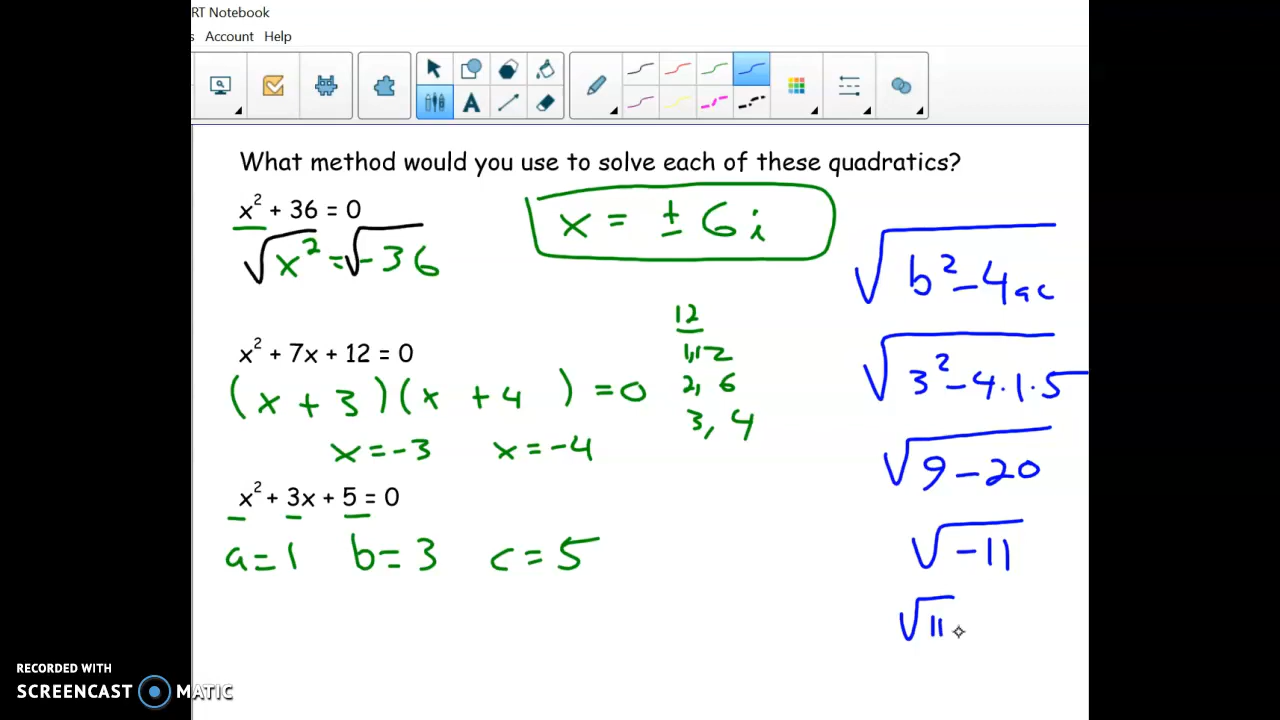 RT Notebook
s Account Help
A
What method would you use to solve each of these quadratics?
x² + 36 = 0
√x² = √-36
x = ± 6i
x² + 7x + 12 = 0
(x + 3)(x + 4) = 0
x = -3 x = -4
12
1,12
2, 6
3, 4
x² + 3x + 5 = 0
a = 1 b = 3 c = 5
√b² - 4ac
√3² - 4·1·5
√9 - 20
√-11
√11
RECORDED WITH
SCREENCAST MATIC